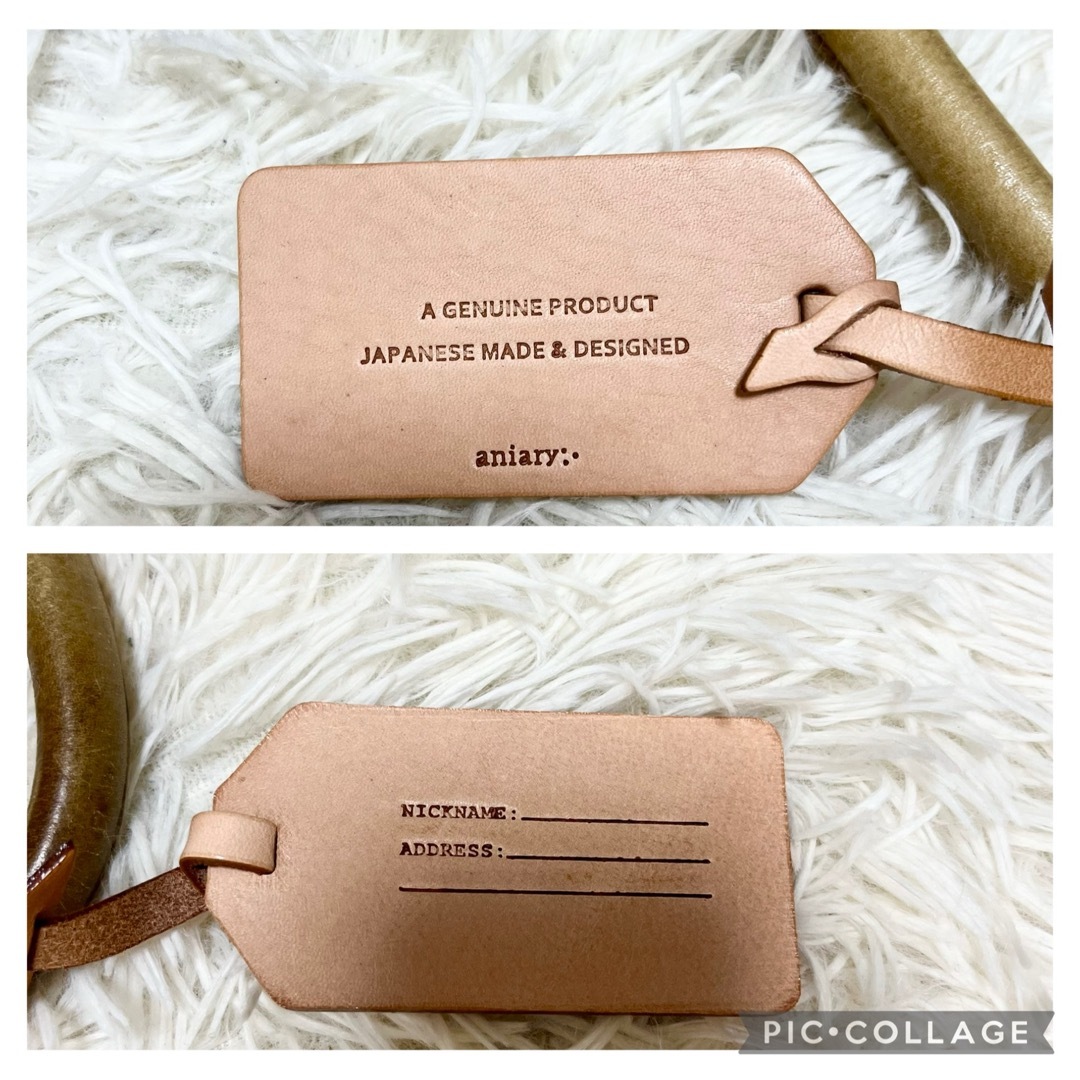 A GENUINE PRODUCT
JAPANESE MADE & DESIGNED
aniary:•
NICKNAME:
ADDRESS:
PIC•COLLAGE